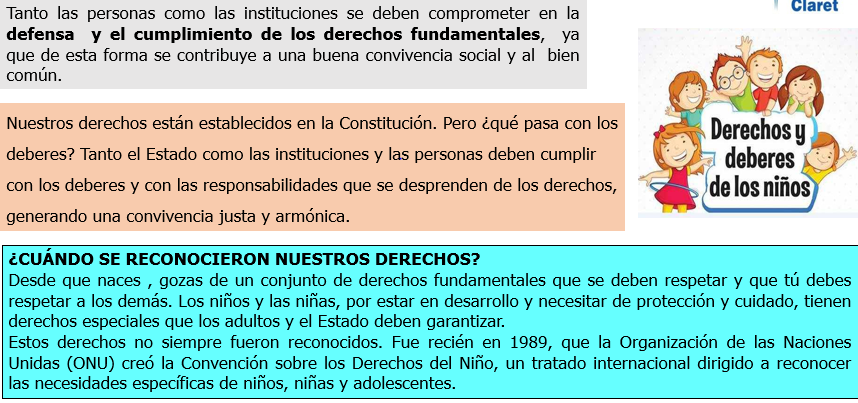 Claret
Tanto las personas como las instituciones se deben comprometer en la
defensa y el cumplimiento de los derechos fundamentales, ya
que de esta forma se contribuye a una buena convivencia social y al bien
común.
Nuestros derechos están establecidos en la Constitución. Pero ¿qué pasa con los
deberes? Tanto el Estado como las instituciones y las personas deben cumplir
con los deberes y con las responsabilidades que se desprenden de los derechos,
generando una convivencia justa y armónica.
Derechos y
deberes
de los niños
¿CUÁNDO SE RECONOCIERON NUESTROS DERECHOS?
Desde que naces , gozas de un conjunto de derechos fundamentales que se deben respetar y que tú debes
respetar a los demás. Los niños y las niñas, por estar en desarrollo y necesitar de protección y cuidado, tienen
derechos especiales que los adultos y el Estado deben garantizar.
Estos derechos no siempre fueron reconocidos. Fue recién en 1989, que la Organización de las Naciones
Unidas (ONU) creó la Convención sobre los Derechos del Niño, un tratado internacional dirigido a reconocer
las necesidades específicas de niños, niñas y adolescentes.